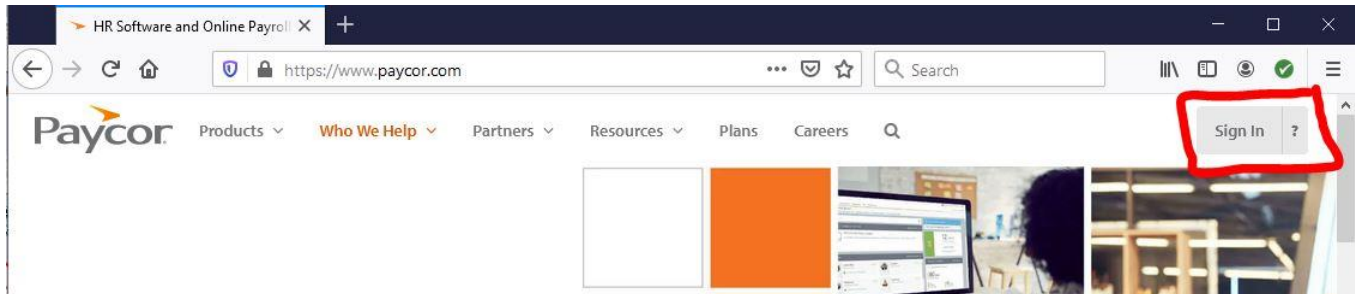 HR Software and Online Payroll
https://www.paycor.com
Search
Paycor
Products
Who We Help
Partners
Resources
Plans
Careers
Sign In
?